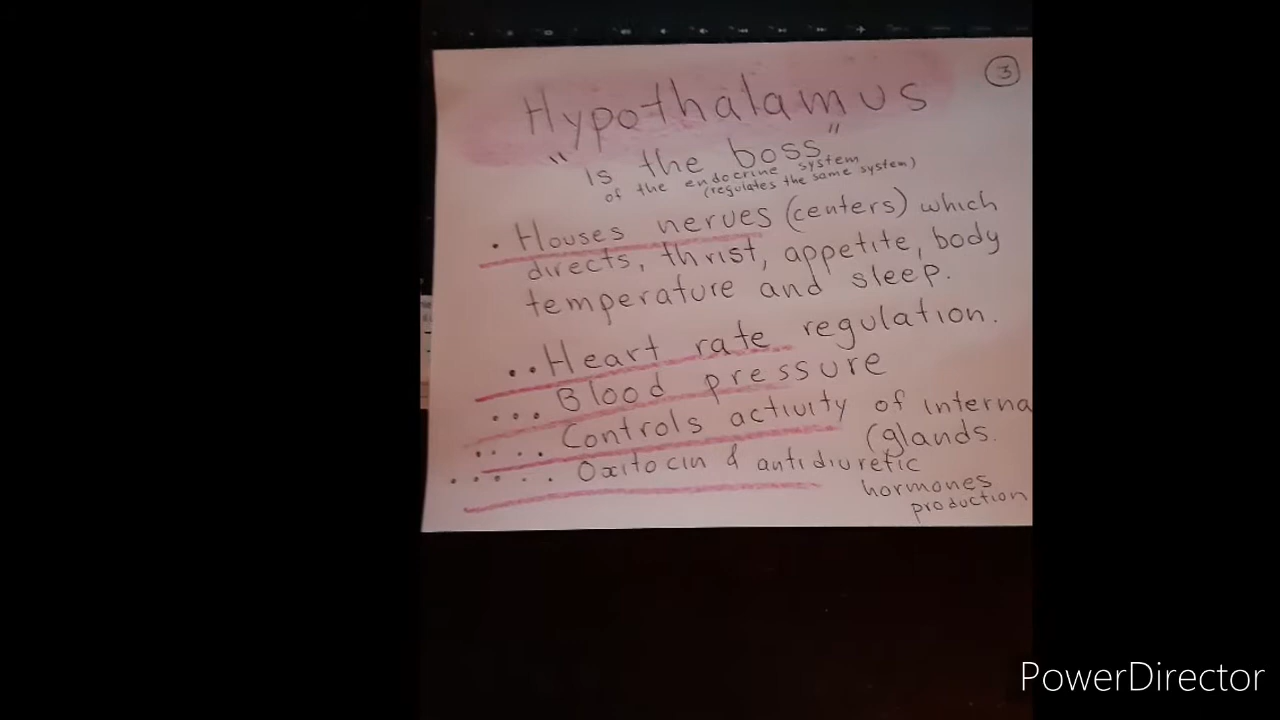 3
Hypothalamus
"is the boss"
of the endocrine system
(regulates the same system)
. Houses nerves (centers) which
directs, thrist, appetite, body
temperature and sleep.
.. Heart rate regulation.
... Blood pressure
.... Controls activity of interna
(glands.
..... Oxitocin & antidiuretic
hormones
production
PowerDirector